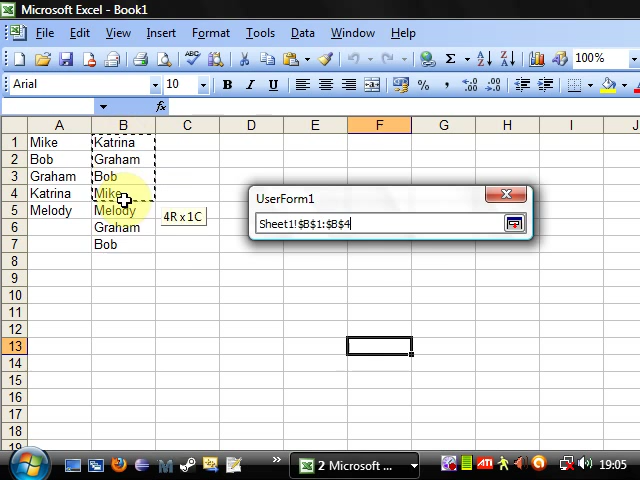 Microsoft Excel - Book1
File Edit View Insert Format Tools Data Window Help
ABC 100%
Arial 10 B I U % , .00
fx
A B C D E F G H I J
1 Mike Katrina
2 Bob Graham
3 Graham Bob
4 Katrina Mike
5 Melody Melody
6 Graham
7 Bob
8
9
10
11
12
13
14
15
16
17
18
19
4R x 1C
UserForm1
Sheet1!$B$1:$B$4
2 Microsoft ...
ATI
19:05